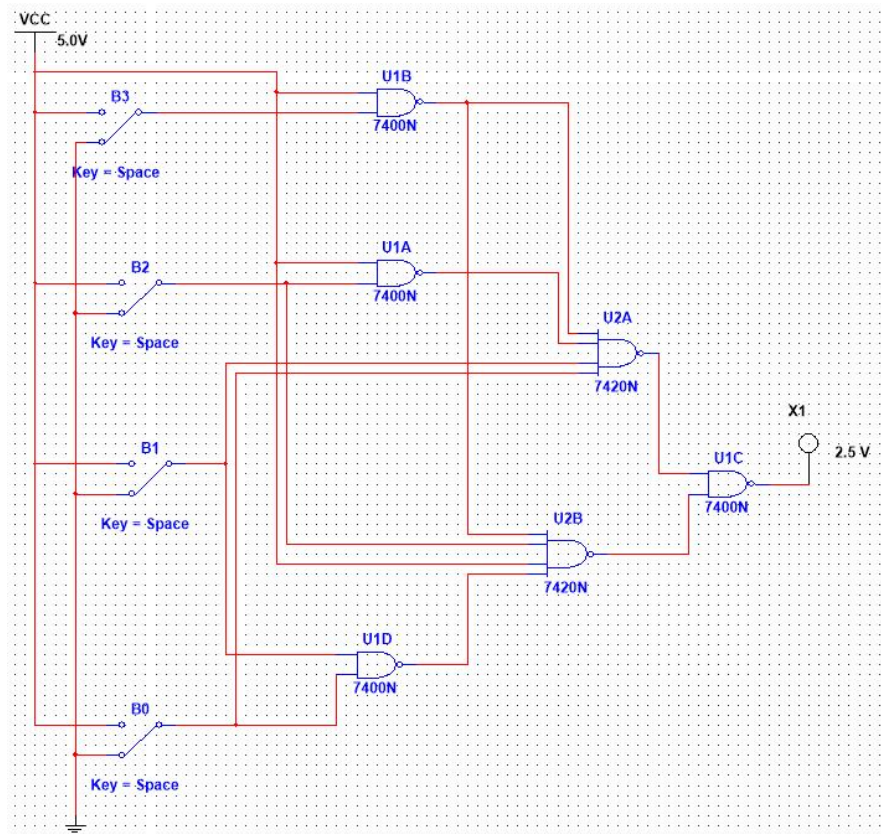 VCC
5.0V
U1B
B3
7400N
Key = Space
U1A
B2
7400N
U2A
Key = Space
7420N
X1
B1
2.5 V
U1C
7400N
U2B
Key = Space
7420N
U1D
7400N
B0
Key = Space